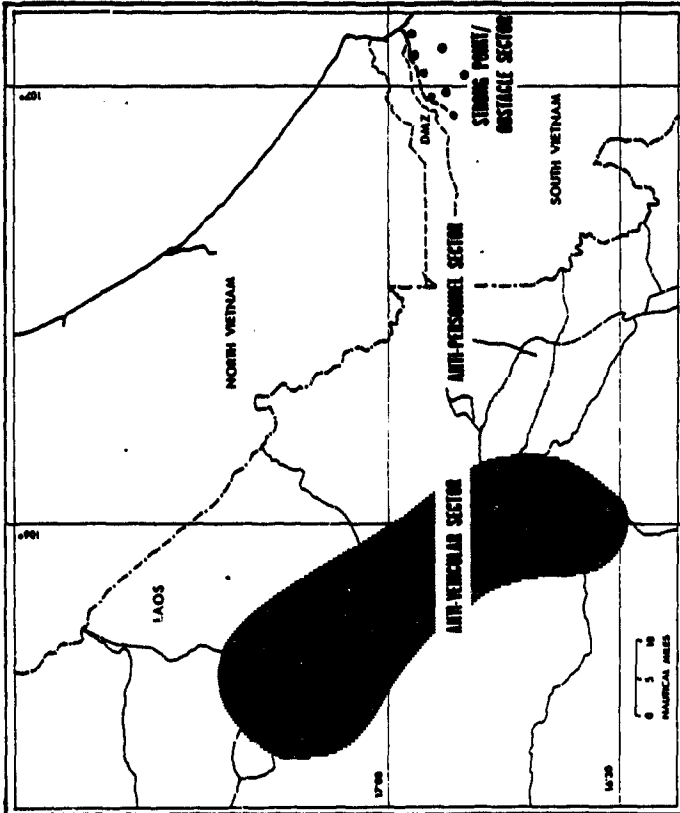 106°
107°
LAOS
NORTH VIETNAM
17°00
DMZ
ANTI-VEHICULAR SECTOR
ANTI-PERSONNEL SECTOR
STRONG POINT/
OBSTACLE SECTOR
SOUTH VIETNAM
16°30
0 5 10
NAUTICAL MILES